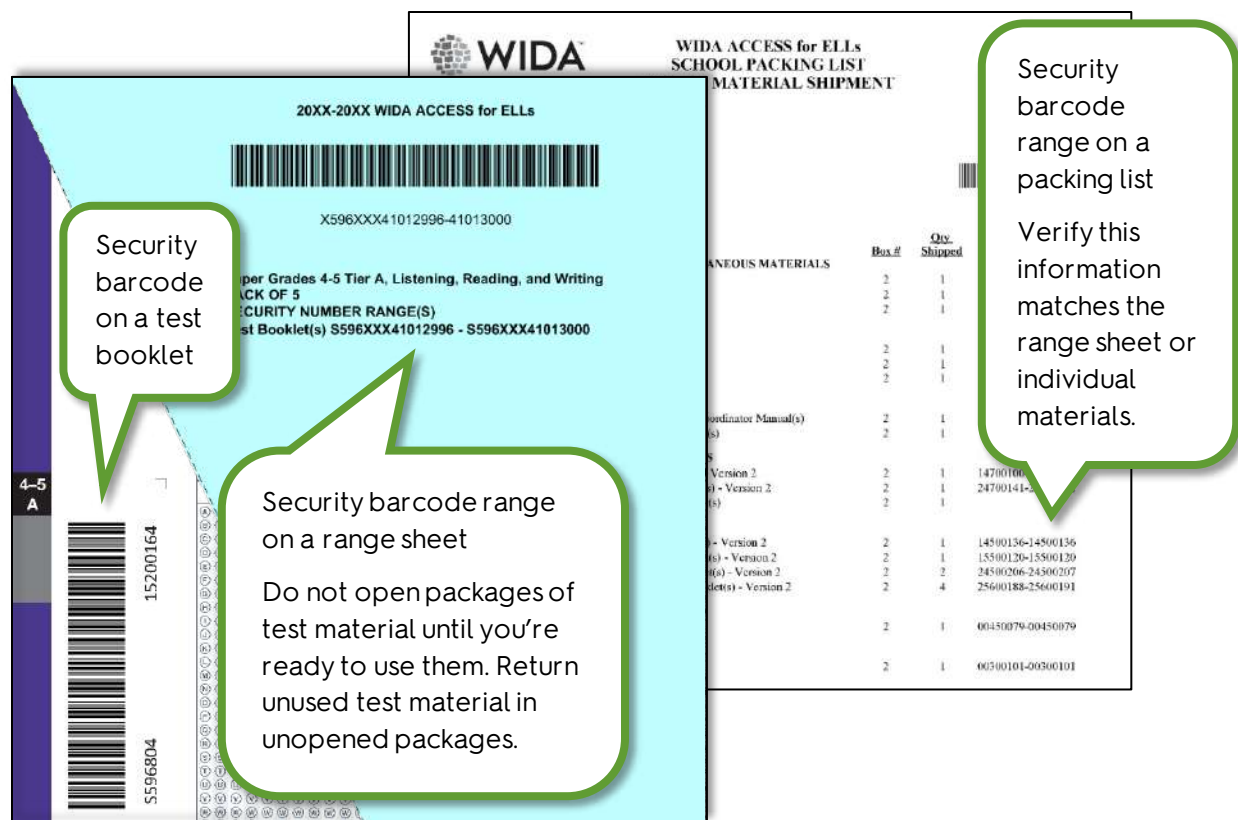 WIDA
WIDA ACCESS for ELLs
SCHOOL PACKING LIST
MATERIAL SHIPMENT
20XX-20XX WIDA ACCESS for ELLs
X596XXX41012996-41013000
Grades 4-5 Tier A, Listening, Reading, and Writing
OF 5
NUMBER RANGE(S)
Booklet(s) S596XXX41012996 - S596XXX41013000
Security
barcode
on a test
booklet
4–5
A
15200164
S596804
Security barcode range
on a range sheet
Do not open packages of
test material until you're
ready to use them. Return
unused test material in
unopened packages.
Security
barcode
range on a
packing list
Verify this
information
matches the
range sheet or
individual
materials.
Box # Qty Shipped
MATERIALS
2 1
2 1
2 1
2 1
2 1
2 1
Manual(s)
2 1
2 1
Version 2 2 1
- Version 2 2 1
2 1
- Version 2 2 1 14500136-14500136
- Version 2 2 1 15500120-15500120
- Version 2 2 2 24500206-24500207
- Version 2 2 4 25600188-25600191
2 1 00450079-00450079
2 1 00300101-00300101